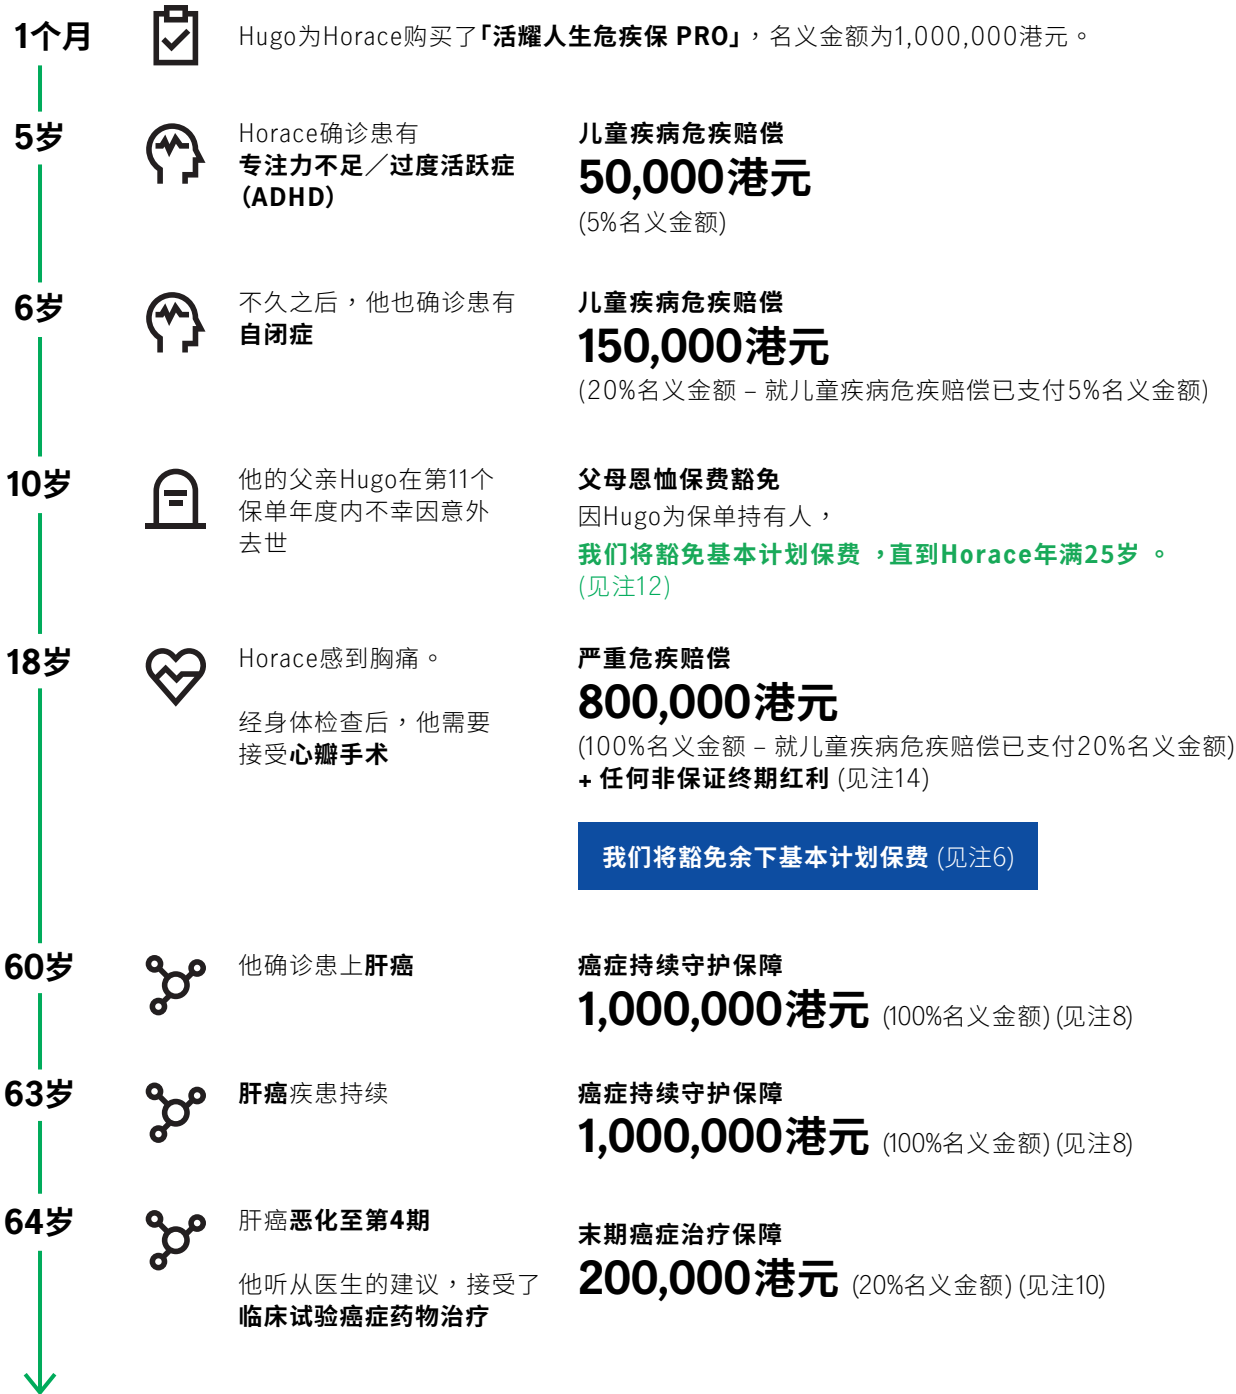 1个月
Hugo为Horace购买了「活耀人生危疾保 PRO」，名义金额为1,000,000港元。
5岁
Horace确诊患有
专注力不足／过度活跃症
（ADHD）
儿童疾病危疾赔偿
50,000港元
(5%名义金额)
6岁
不久之后，他也确诊患有
自闭症
儿童疾病危疾赔偿
150,000港元
(20%名义金额 – 就儿童疾病危疾赔偿已支付5%名义金额)
10岁
他的父亲Hugo在第11个
保单年度内不幸因意外
去世
父母恩恤保费豁免
因Hugo为保单持有人，
我们将豁免基本计划保费 ，直到Horace年满25岁 。
(见注12)
18岁
Horace感到胸痛。
经身体检查后，他需要
接受心瓣手术
严重危疾赔偿
800,000港元
(100%名义金额 – 就儿童疾病危疾赔偿已支付20%名义金额)
+ 任何非保证终期红利 (见注14)
我们将豁免余下基本计划保费 (见注6)
60岁
他确诊患上肝癌
癌症持续守护保障
1,000,000港元 (100%名义金额) (见注8)
63岁
肝癌疾患持续
癌症持续守护保障
1,000,000港元 (100%名义金额) (见注8)
64岁
肝癌恶化至第4期
他听从医生的建议，接受了
临床试验癌症药物治疗
末期癌症治疗保障
200,000港元 (20%名义金额) (见注10)